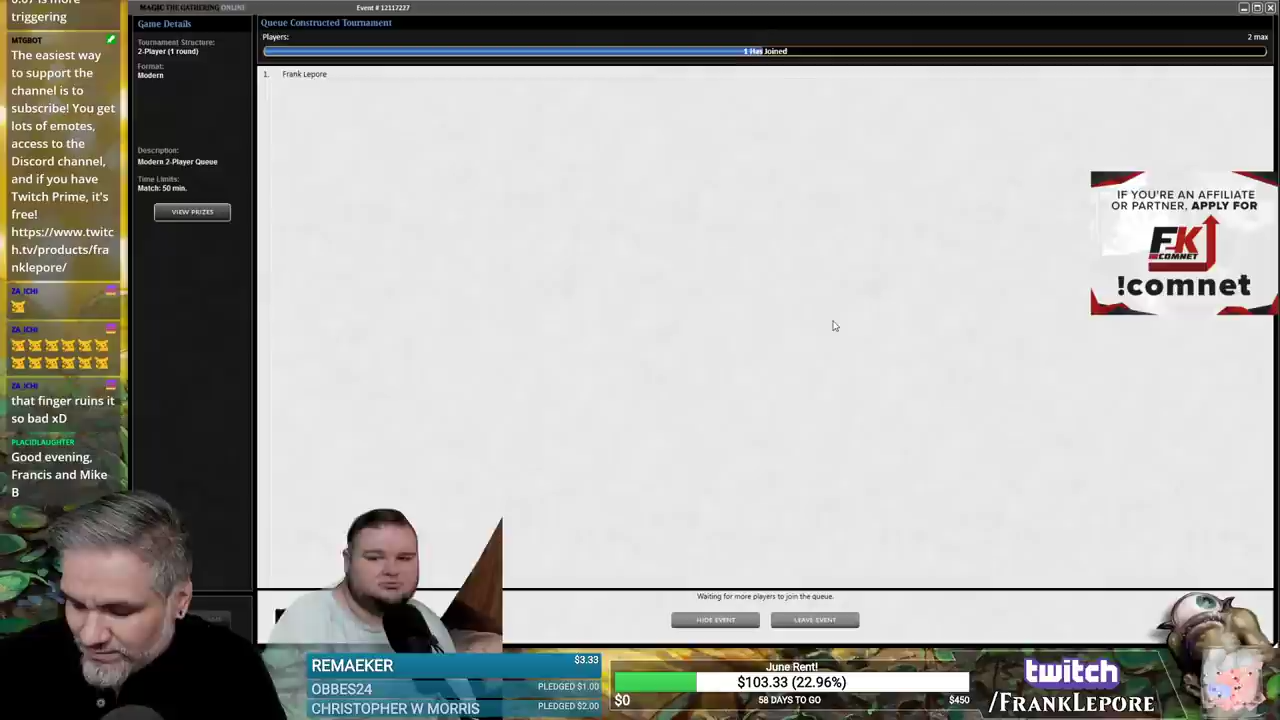 0.07 is more
triggering
MTGBOT
The easiest way
to support the
channel is to
subscribe! You get
lots of emotes,
access to the
Discord channel,
and if you have
Twitch Prime, it's
free!
https://www.twitc
h.tv/products/fra
nklepore/
ZA_ICHI
ZA_ICHI
ZA_ICHI
that finger ruins it
so bad xD
PLACIDLAUGHTER
Good evening,
Francis and Mike
B
MAGIC THE GATHERING ONLINE
Event # 12117227
Game Details
Tournament Structure:
2-Player (1 round)
Format:
Modern
Description:
Modern 2-Player Queue
Time Limits:
Match: 50 min.
VIEW PRIZES
Queue Constructed Tournament
Players:
2 max
1 Has Joined
1. Frank Lepore
IF YOU'RE AN AFFILIATE
OR PARTNER, APPLY FOR
COMNET
!comnet
Waiting for more players to join the queue.
HIDE EVENT
LEAVE EVENT
REMAEKER $3.33
OBBES24 PLEDGED $1.00
CHRISTOPHER W MORRIS PLEDGED $2.00
June Rent!
$103.33 (22.96%)
$0 58 DAYS TO GO $450
twitch
/FRANKLEPORE